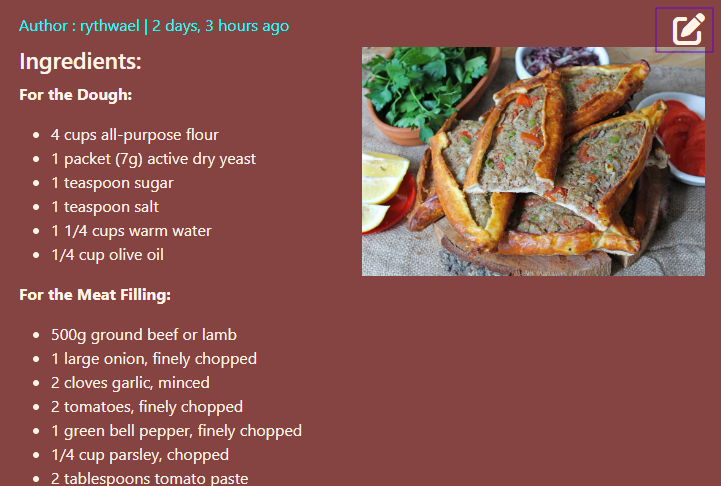 Author : rythwael | 2 days, 3 hours ago
Ingredients:
For the Dough:
4 cups all-purpose flour
1 packet (7g) active dry yeast
1 teaspoon sugar
1 teaspoon salt
1 1/4 cups warm water
1/4 cup olive oil
For the Meat Filling:
500g ground beef or lamb
1 large onion, finely chopped
2 cloves garlic, minced
2 tomatoes, finely chopped
1 green bell pepper, finely chopped
1/4 cup parsley, chopped
2 tablespoons tomato paste